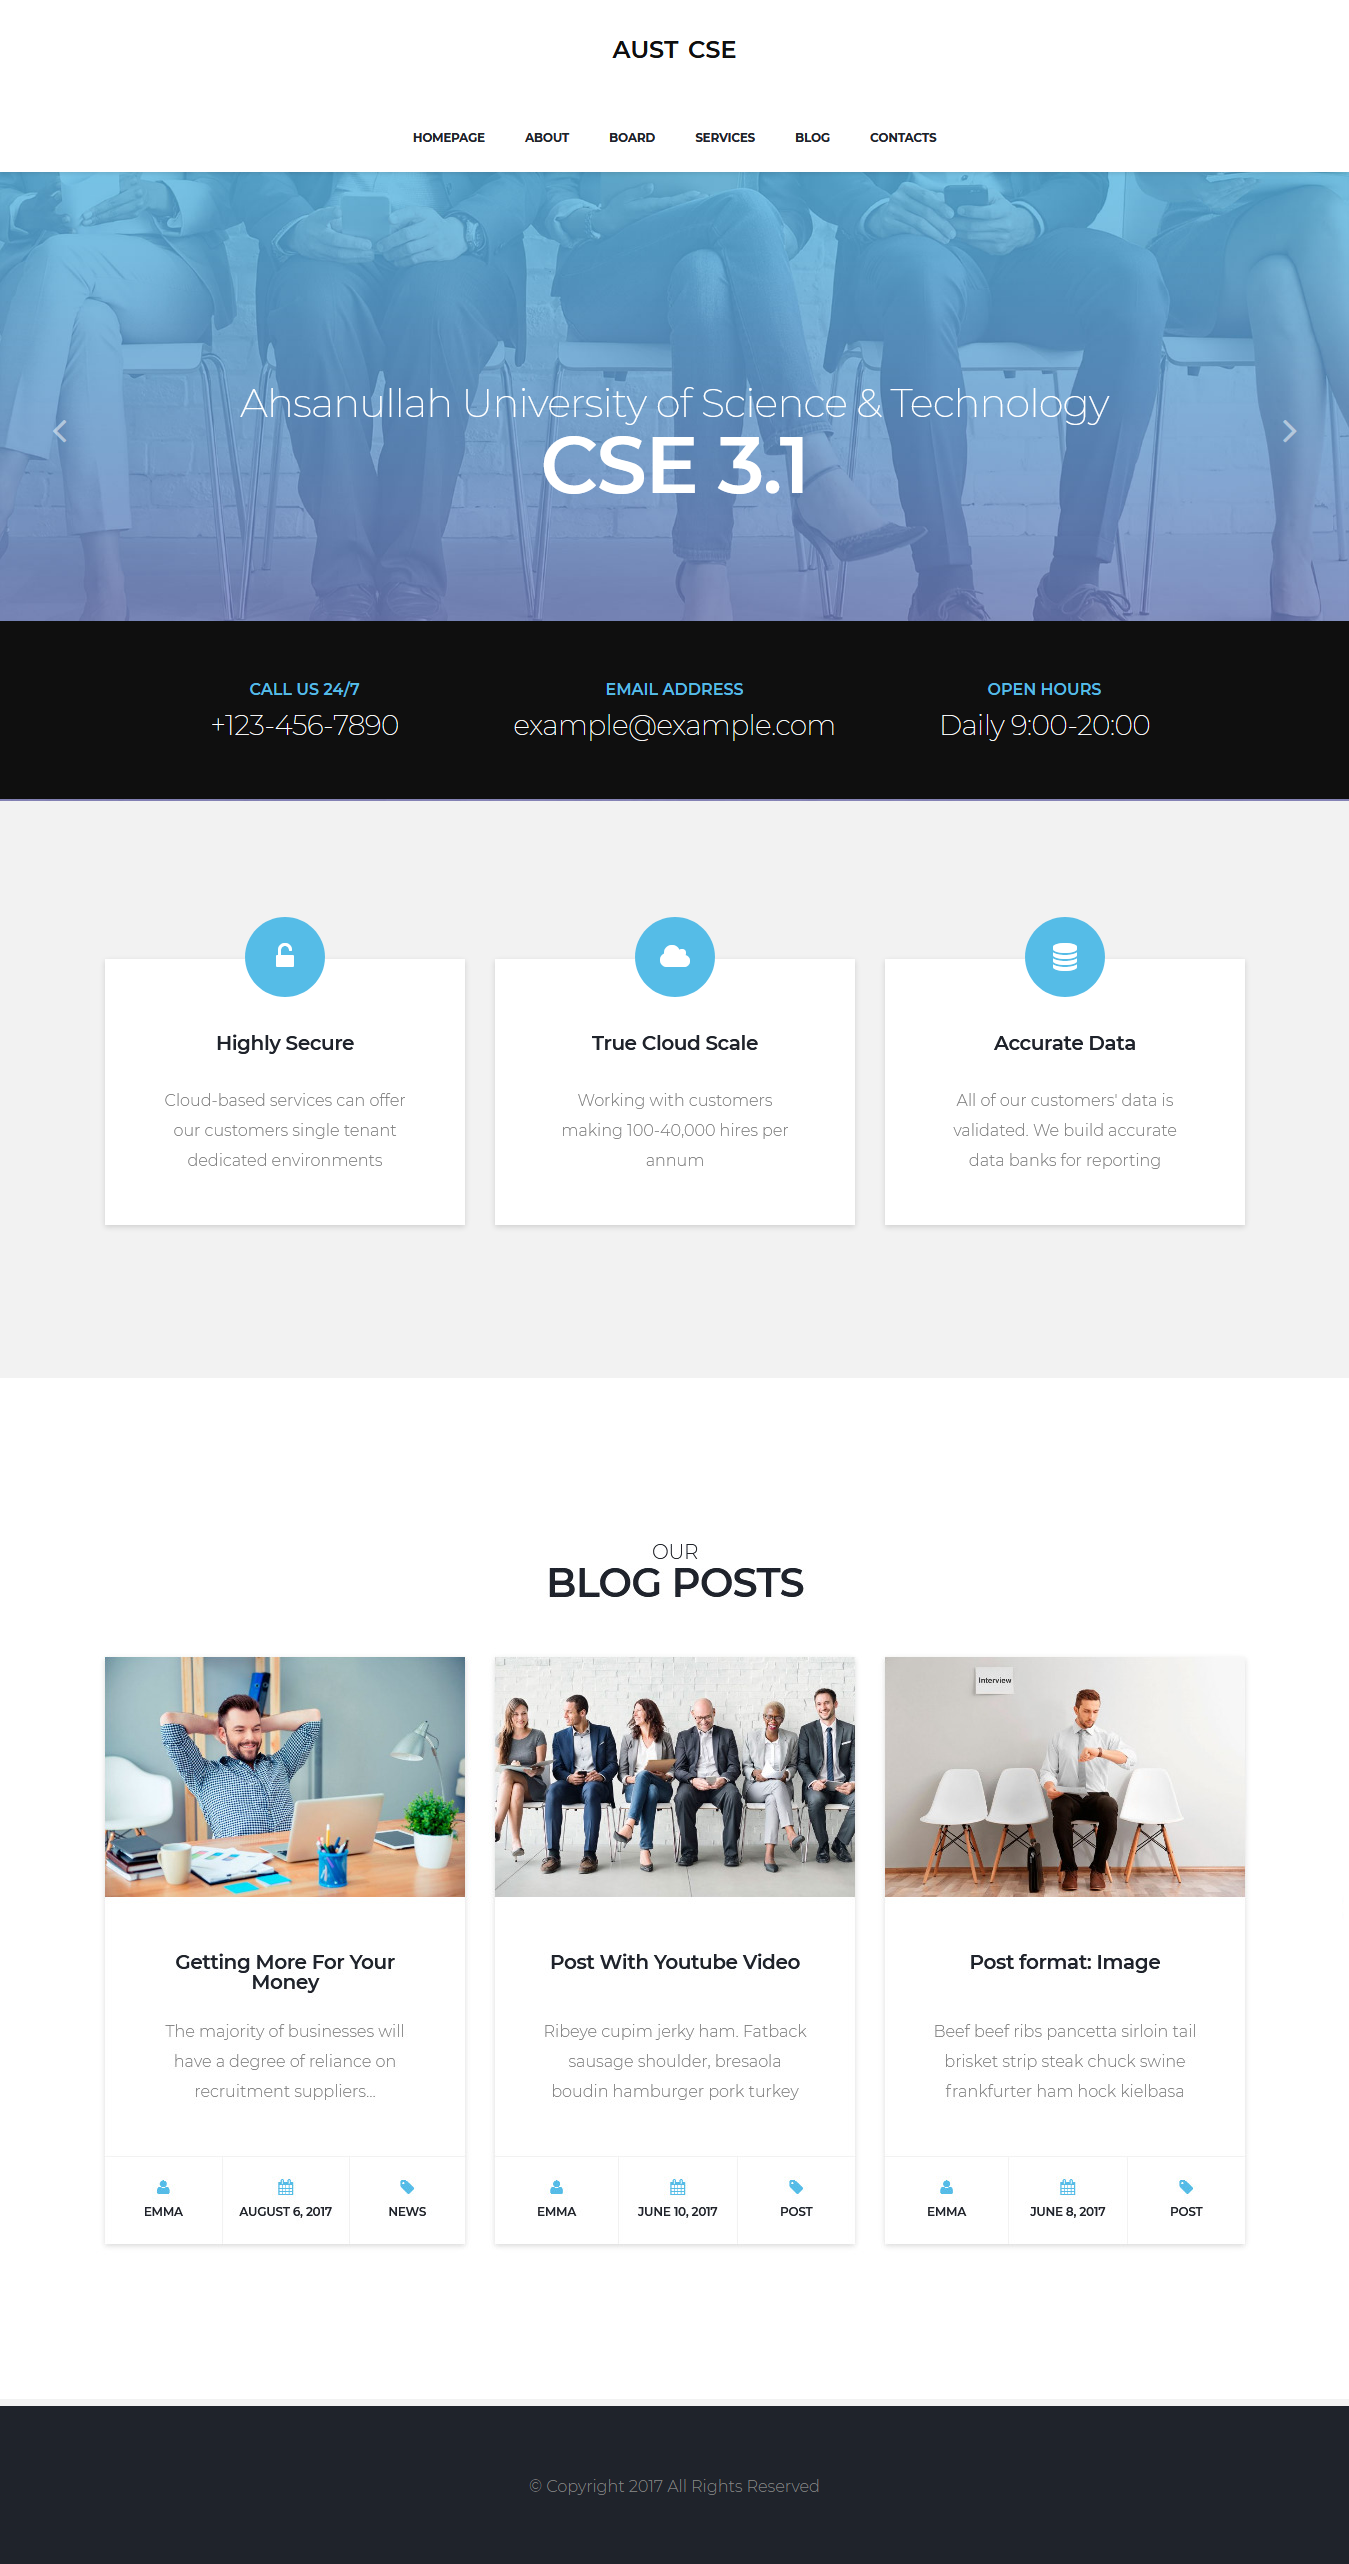 AUST CSE
HOMEPAGE ABOUT BOARD SERVICES BLOG CONTACTS
Ahsanullah University of Science & Technology
CSE 3.1
CALL US 24/7
+123-456-7890
EMAIL ADDRESS
example@example.com
OPEN HOURS
Daily 9:00-20:00
Highly Secure
Cloud-based services can offer
our customers single tenant
dedicated environments
True Cloud Scale
Working with customers
making 100-40,000 hires per
annum
Accurate Data
All of our customers' data is
validated. We build accurate
data banks for reporting
OUR
BLOG POSTS
Getting More For Your
Money
The majority of businesses will
have a degree of reliance on
recruitment suppliers...
EMMA AUGUST 6, 2017 NEWS
Post With Youtube Video
Ribeye cupim jerky ham. Fatback
sausage shoulder, bresaola
boudin hamburger pork turkey
EMMA JUNE 10, 2017 POST
Interview
Post format: Image
Beef beef ribs pancetta sirloin tail
brisket strip steak chuck swine
frankfurter ham hock kielbasa
EMMA JUNE 8, 2017 POST
© Copyright 2017 All Rights Reserved